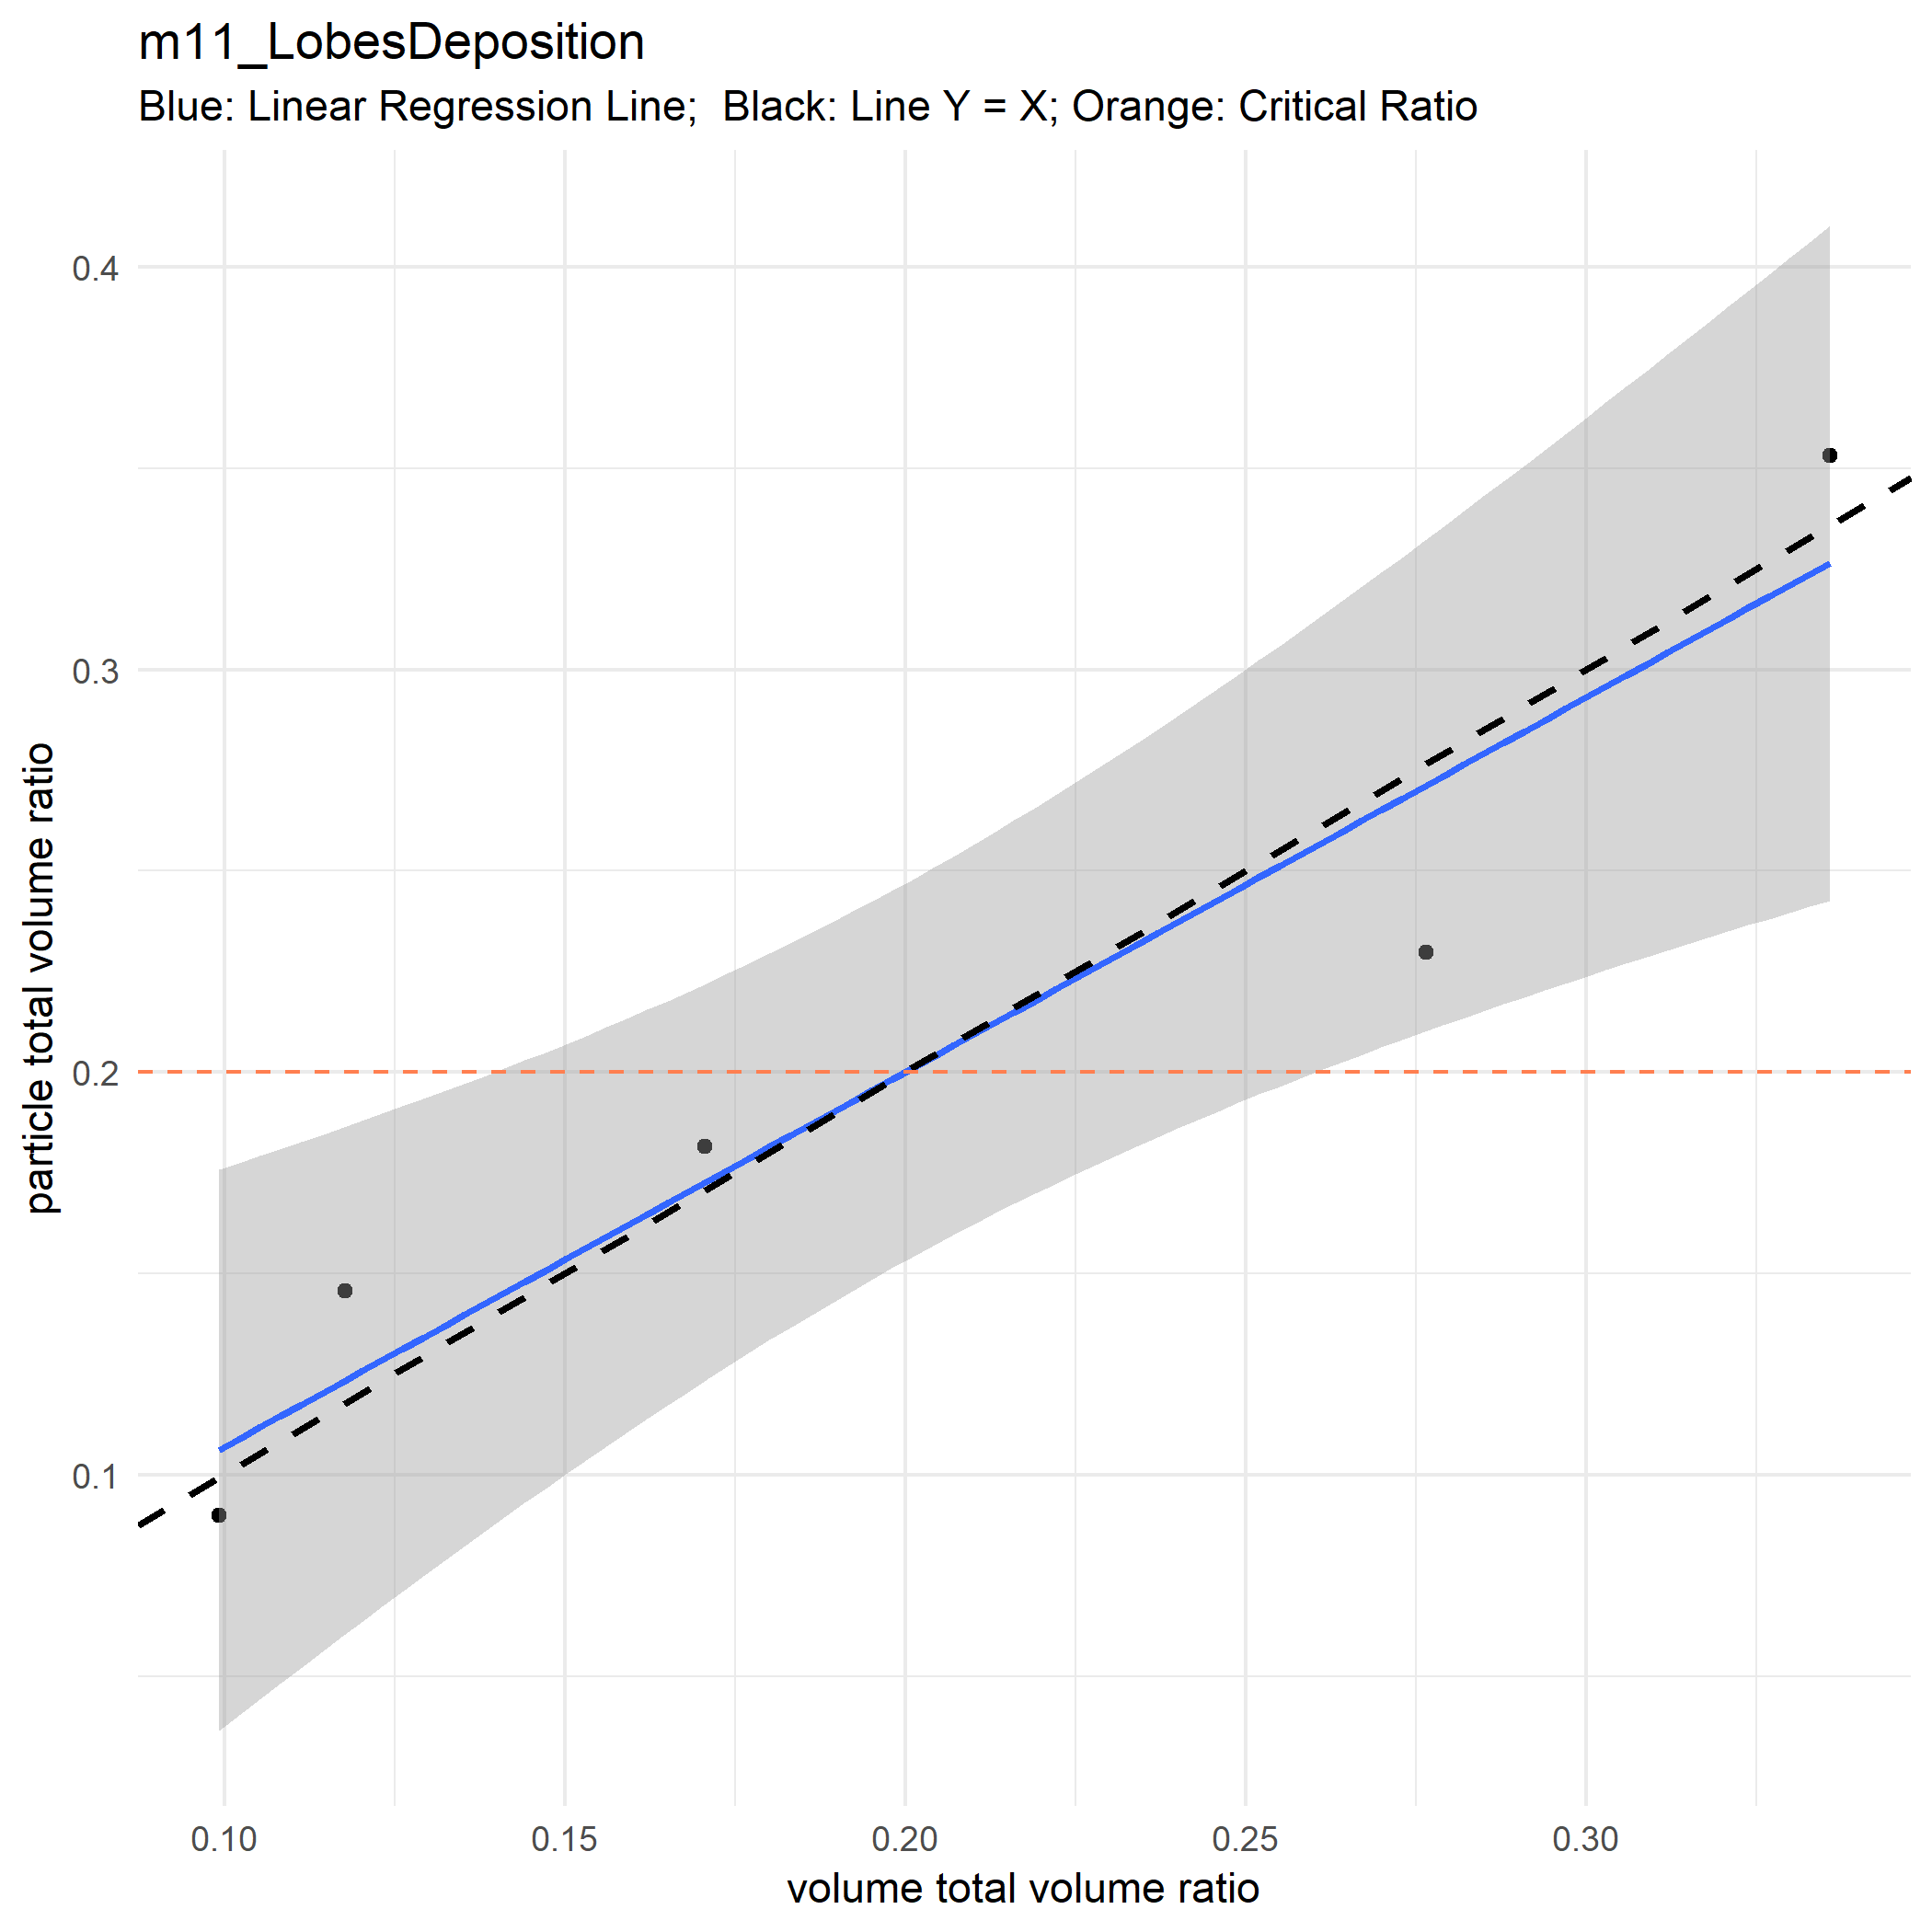 m11_LobesDeposition
Blue: Linear Regression Line;  Black: Line Y = X; Orange: Critical Ratio
particle total volume ratio
0.4
0.3
0.2
0.1
0.10 0.15 0.20 0.25 0.30
volume total volume ratio